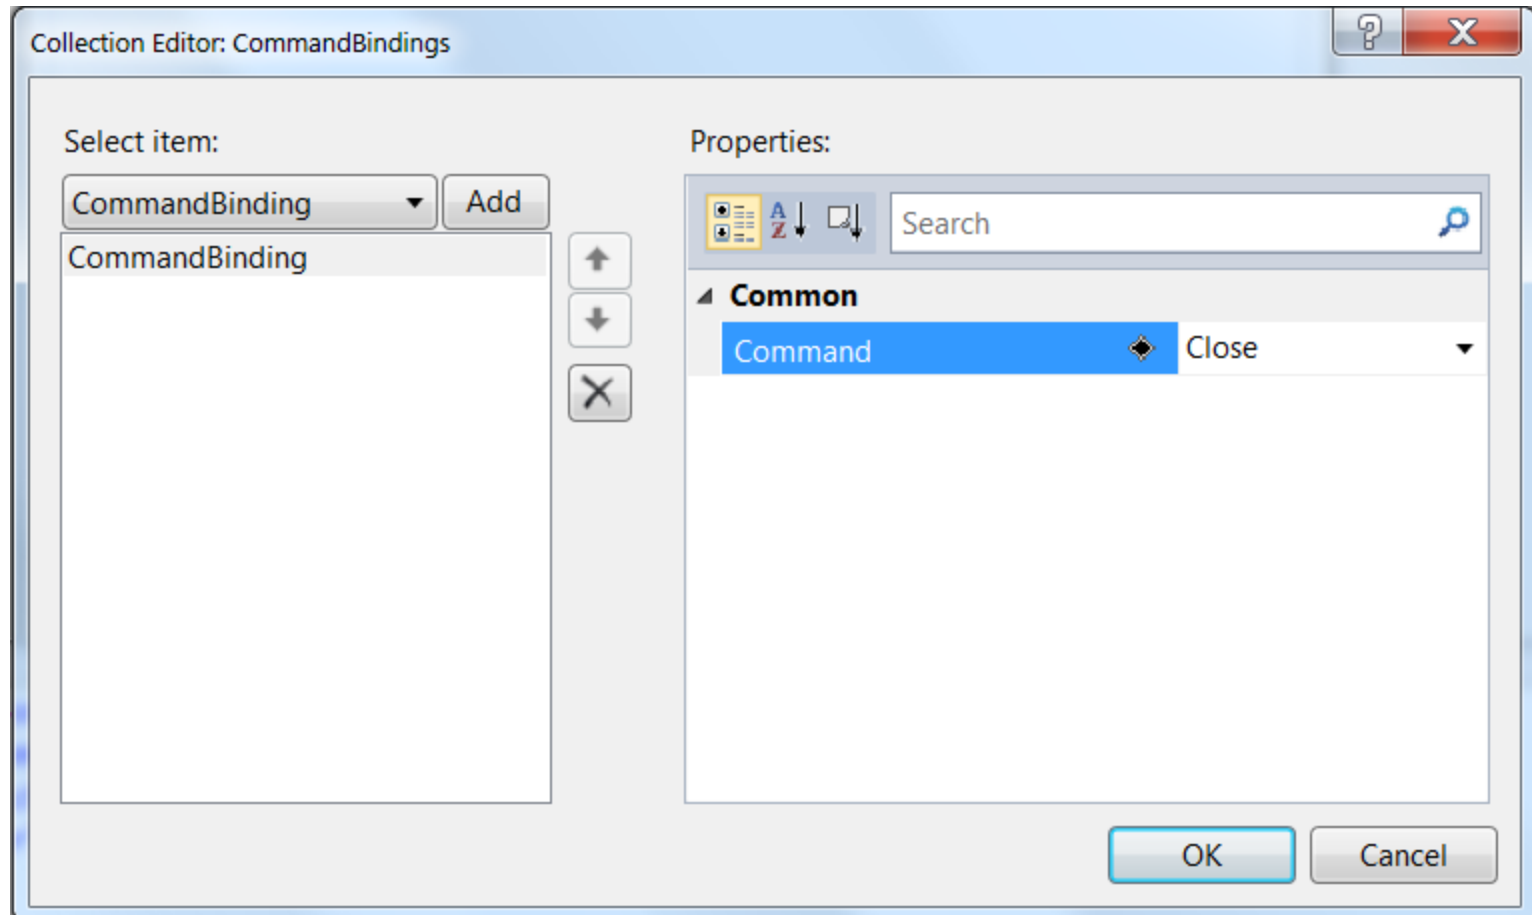 Collection Editor: CommandBindings
Select item:
Properties:
CommandBinding
Add
Search
CommandBinding
Common
Command
Close
OK
Cancel